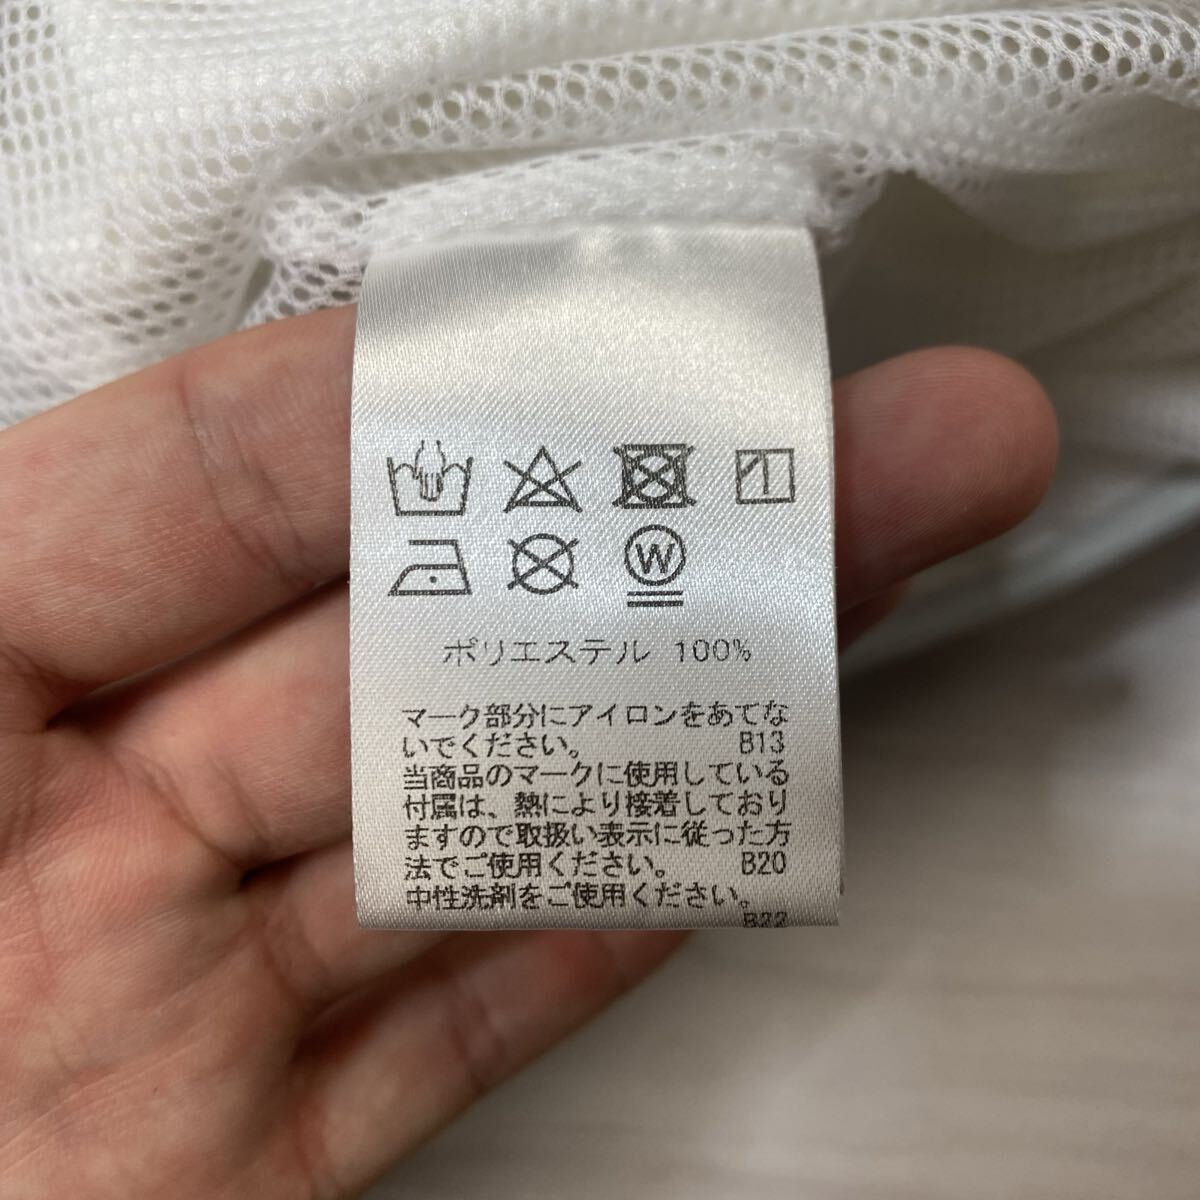 W
ポリエステル 100%
マーク部分にアイロンをあてな
いでください。 B13
当商品のマークに使用している
付属は、熱により接着しており
ますので取扱い表示に従った方
法でご使用ください。 B20
中性洗剤をご使用ください。
B22